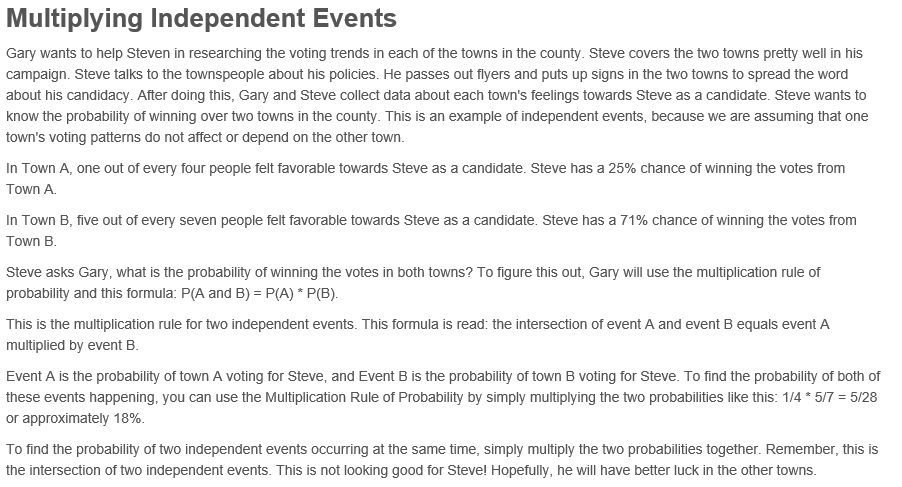 Multiplying Independent Events
Gary wants to help Steven in researching the voting trends in each of the towns in the county. Steve covers the two towns pretty well in his
campaign. Steve talks to the townspeople about his policies. He passes out flyers and puts up signs in the two towns to spread the word
about his candidacy. After doing this, Gary and Steve collect data about each town's feelings towards Steve as a candidate. Steve wants to
know the probability of winning over two towns in the county. This is an example of independent events, because we are assuming that one
town's voting patterns do not affect or depend on the other town.
In Town A, one out of every four people felt favorable towards Steve as a candidate. Steve has a 25% chance of winning the votes from
Town A.
In Town B, five out of every seven people felt favorable towards Steve as a candidate. Steve has a 71% chance of winning the votes from
Town B.
Steve asks Gary, what is the probability of winning the votes in both towns? To figure this out, Gary will use the multiplication rule of
probability and this formula: P(A and B) = P(A) * P(B).
This is the multiplication rule for two independent events. This formula is read: the intersection of event A and event B equals event A
multiplied by event B.
Event A is the probability of town A voting for Steve, and Event B is the probability of town B voting for Steve. To find the probability of both of
these events happening, you can use the Multiplication Rule of Probability by simply multiplying the two probabilities like this: 1/4 * 5/7 = 5/28
or approximately 18%.
To find the probability of two independent events occurring at the same time, simply multiply the two probabilities together. Remember, this is
the intersection of two independent events. This is not looking good for Steve! Hopefully, he will have better luck in the other towns.